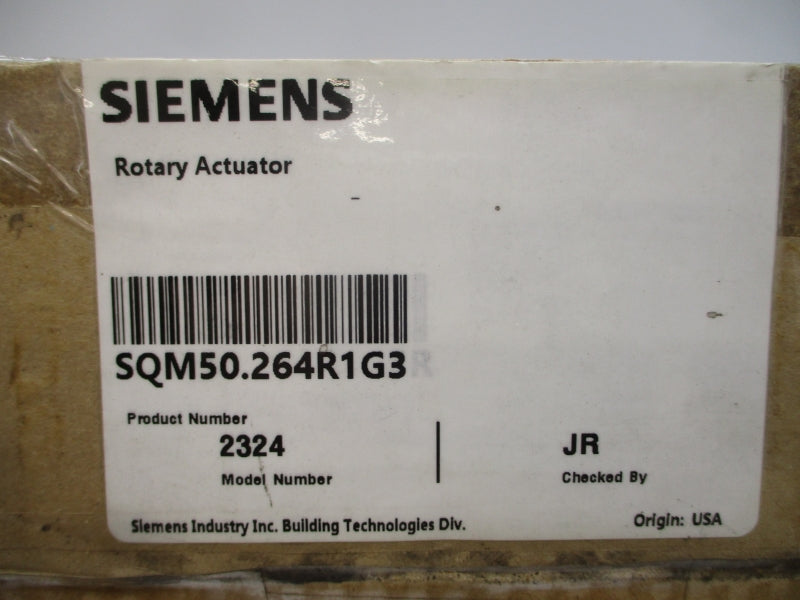 SIEMENS
Rotary Actuator
SQM50.264R1G3
Product Number
2324 JR
Model Number Checked By
Siemens Industry Inc. Building Technologies Div. Origin: USA